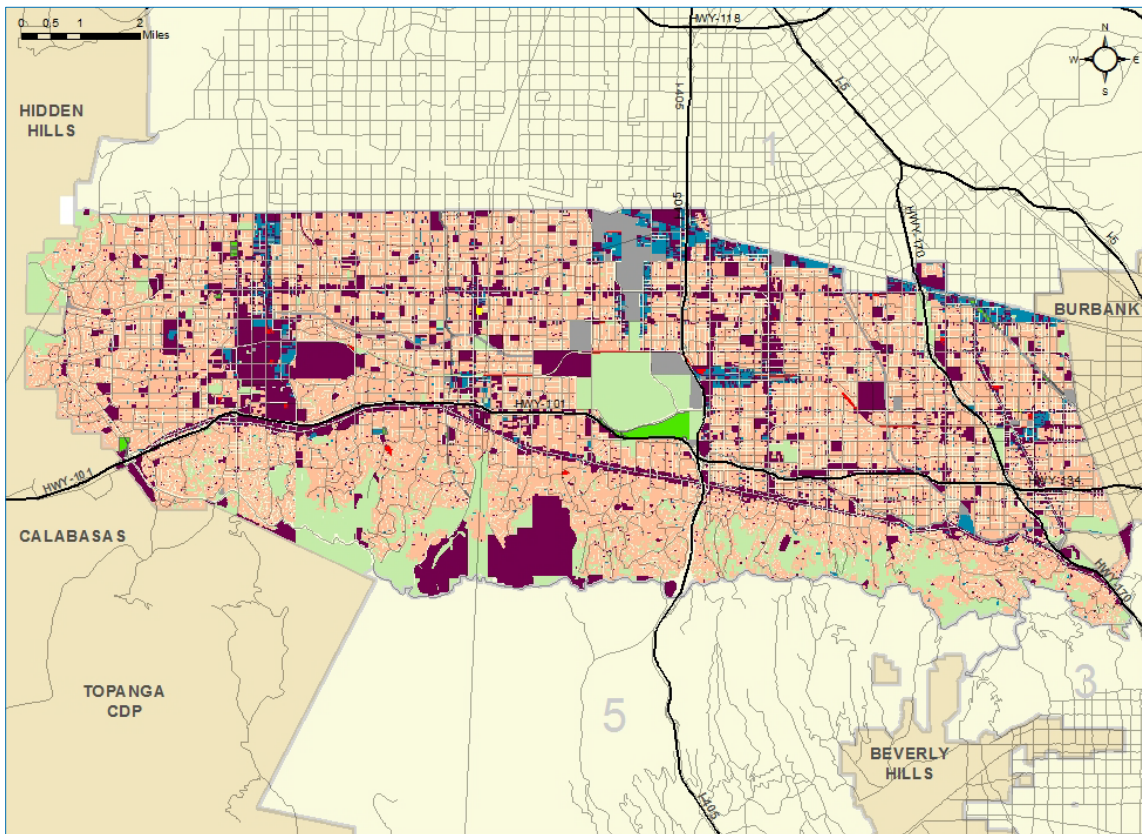 0 0.5 1 2
Miles
HWY-118
N
W E
S
I-5
I-405
HIDDEN
HILLS
1
405
HWY-170
I-5
BURBANK
HWY-101
HWY-101
HWY-134
CALABASAS
HWY-170
TOPANGA
CDP
5
3
BEVERLY
HILLS
I-405